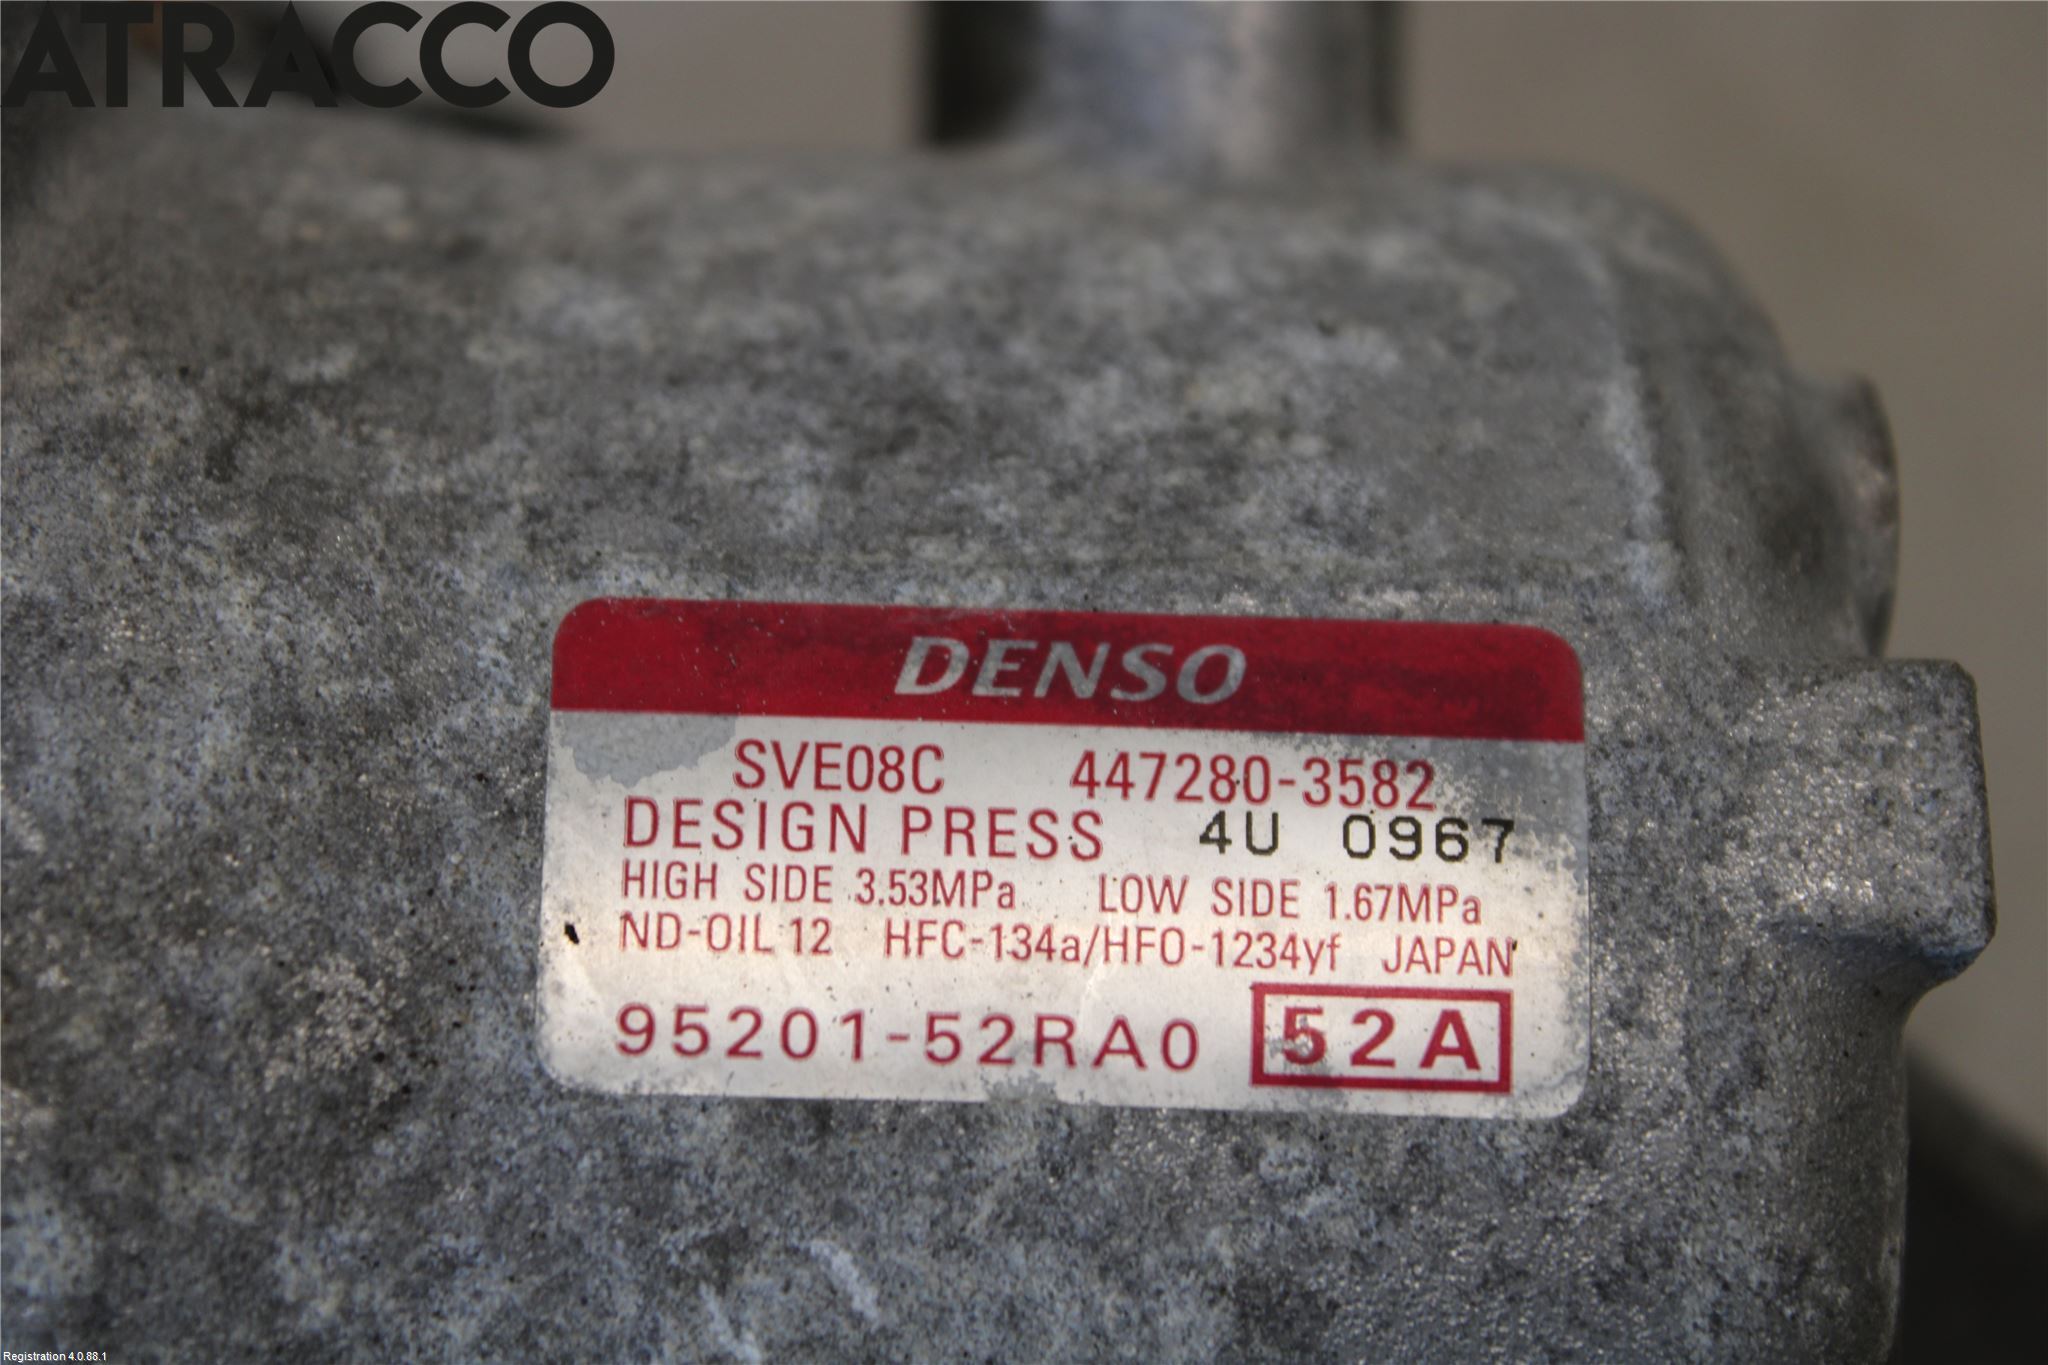 ATRACCO
DENSO
SVE08C 447280-3582
DESIGN PRESS 4U 0967
HIGH SIDE 3.53MPa LOW SIDE 1.67MPa
ND-OIL 12 HFC-134a/HFO-1234yf JAPAN
95201-52RA0 52A
Registration 4.0.88.1